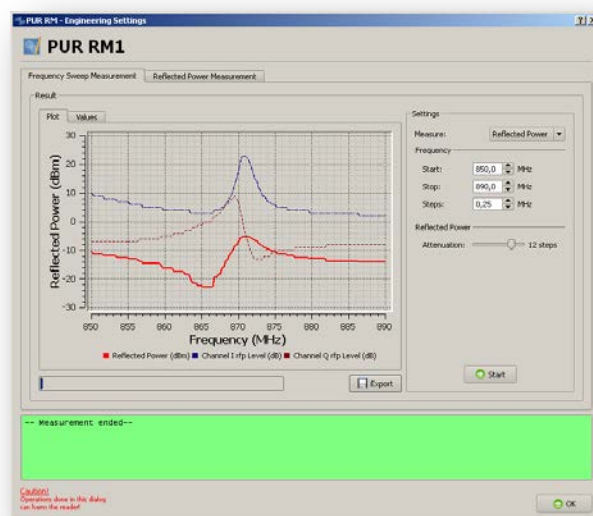 PUR RM - Engineering Settings
PUR RM1
Frequency Sweep Measurement Reflected Power Measurement
Result
Plot Values
Reflected Power (dBm)
30
20
10
0
-10
-20
-30
850 855 860 865 870 875 880 885 890
Frequency (MHz)
Reflected Power (dBm) Channel I rfp Level (dB) Channel Q rfp Level (dB)
Export
Settings
Measure: Reflected Power
Frequency
Start: 850,0 MHz
Stop: 890,0 MHz
Steps: 0,25 MHz
Reflected Power
Attenuation: 12 steps
Start
-- Measurement ended--
Caution!
Operations done in this dialog
can harm the reader!
OK